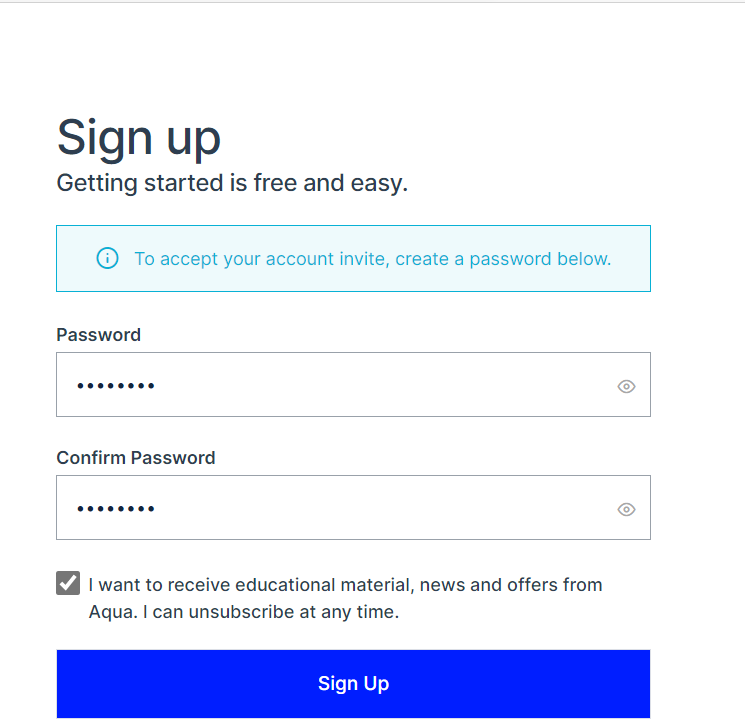 Sign up
Getting started is free and easy.
To accept your account invite, create a password below.
Password
••••••••
Confirm Password
••••••••
I want to receive educational material, news and offers from
Aqua. I can unsubscribe at any time.
Sign Up